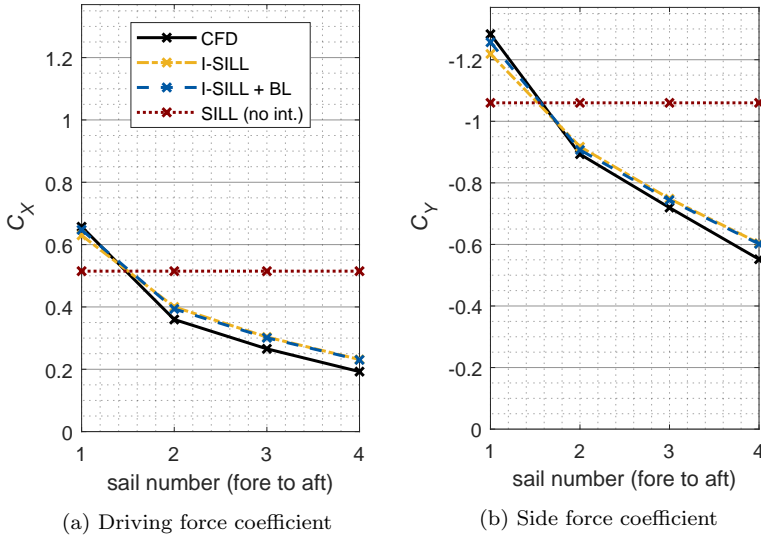 1.2
1
0.8
0.6
0.4
0.2
0
C_X
CFD
I-SILL
I-SILL + BL
SILL (no int.)
1 2 3 4
sail number (fore to aft)
(a) Driving force coefficient
-1.2
-1
-0.8
-0.6
-0.4
-0.2
0
C_Y
1 2 3 4
sail number (fore to aft)
(b) Side force coefficient